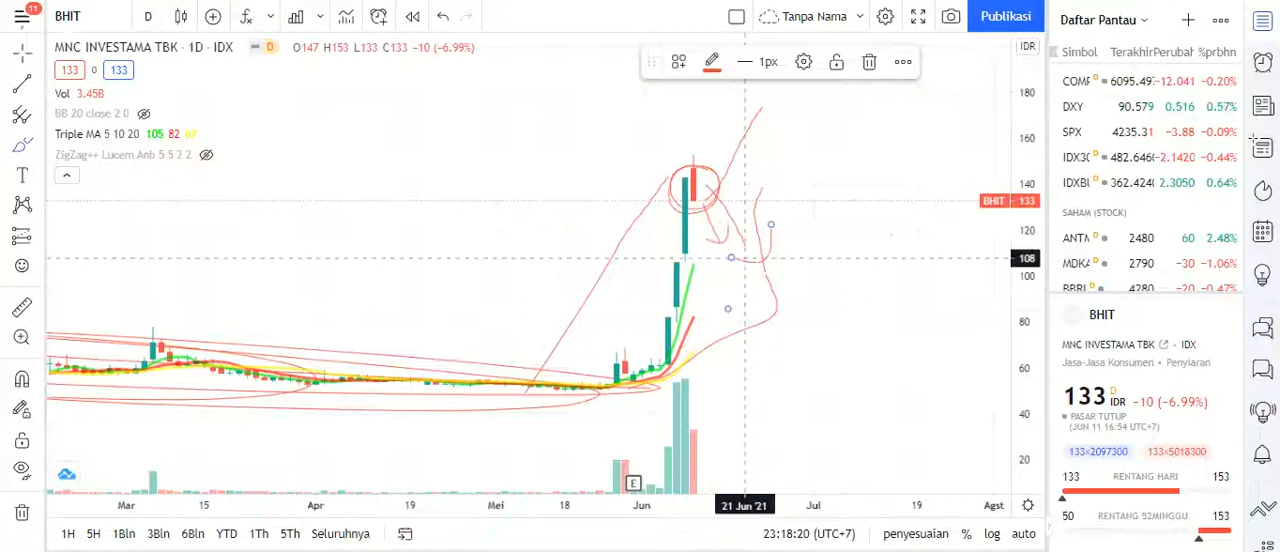 11
BHIT
D
Tanpa Nama
Publikasi
Daftar Pantau
MNC INVESTAMA TBK · 1D · IDX
D
O147 H153 L133 C133 −10 (−6.99%)
133 0 133
Vol 3.45B
BB 20 close 2 0
Triple MA 5 10 20 105 82 67
ZigZag++ Lucem Anb 5 5 2 2
1px
IDR
180
160
140
BHIT 133
120
108
100
80
60
40
20
E
Mar 15 Apr 19 Mei 18 Jun 21 Jun '21 Jul 19 Agst
1H 5H 1Bln 3Bln 6Bln YTD 1Th 5Th Seluruhnya
23:18:20 (UTC+7) penyesuaian % log auto
Simbol Terakhir Perubah %prbhn
COMF D 6095.497 −12.041 −0.20%
DXY 90.579 0.516 0.57%
SPX D 4235.31 −3.88 −0.09%
IDX30 D 482.6460 −2.1420 −0.44%
IDXBU D 362.4240 2.3050 0.64%
SAHAM (STOCK)
ANTM D 2480 60 2.48%
MDKA D 2790 −30 −1.06%
BBRI D 4280 −20 −0.47%
BHIT
MNC INVESTAMA TBK · IDX
Jasa-Jasa Konsumen · Penyiaran
133 D IDR −10 (−6.99%)
PASAR TUTUP
(JUN 11 16:54 UTC+7)
133×2097300 133×5018300
133 RENTANG HARI 153
50 RENTANG 52MINGGU 153